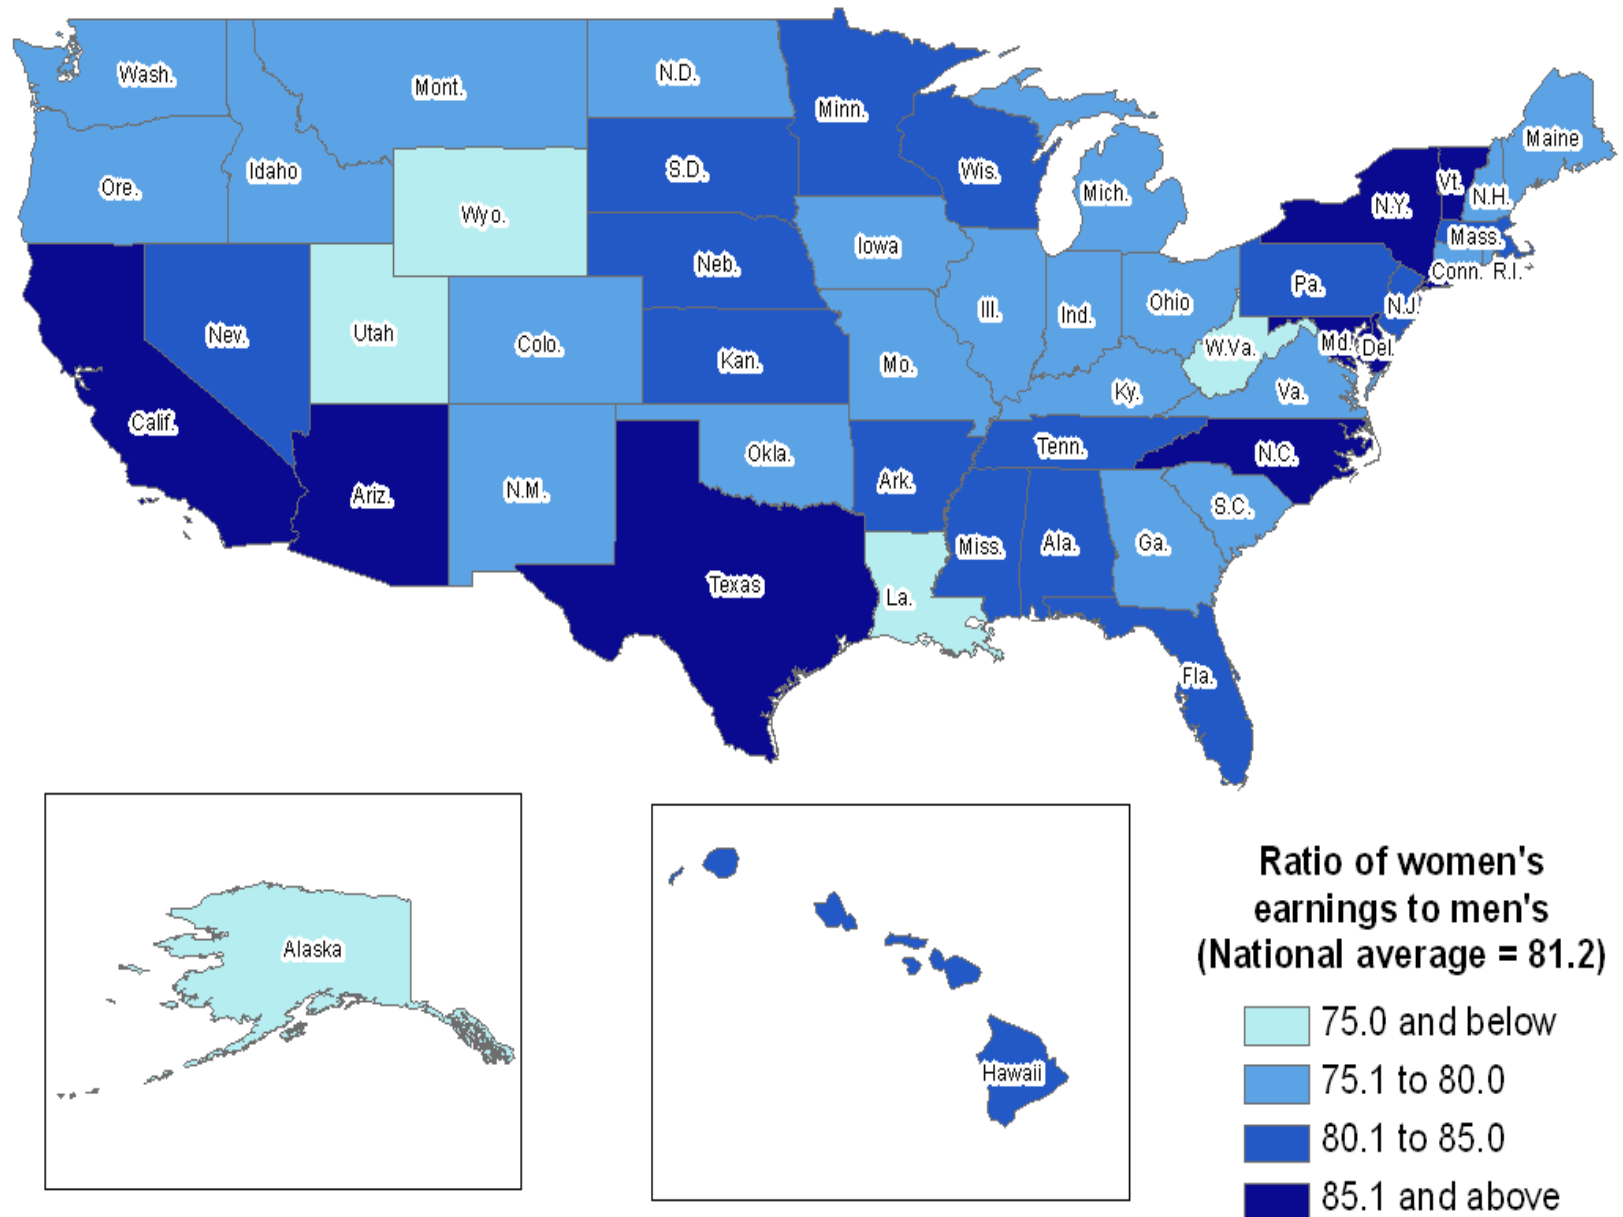 Wash.
Mont.
N.D.
Minn.
Maine
Ore.
Idaho
S.D.
Wis.
Mich.
Vt.
N.H.
N.Y.
Wyo.
Mass.
Iowa
Neb.
Conn.
R.I.
Pa.
N.J.
Nev.
Utah
Colo.
Ill.
Ind.
Ohio
W.Va.
Md.
Del.
Kan.
Mo.
Ky.
Va.
Calif.
Ariz.
N.M.
Okla.
Ark.
Tenn.
N.C.
S.C.
Texas
La.
Miss.
Ala.
Ga.
Fla.
Alaska
Hawaii
Ratio of women's
earnings to men's
(National average = 81.2)
75.0 and below
75.1 to 80.0
80.1 to 85.0
85.1 and above